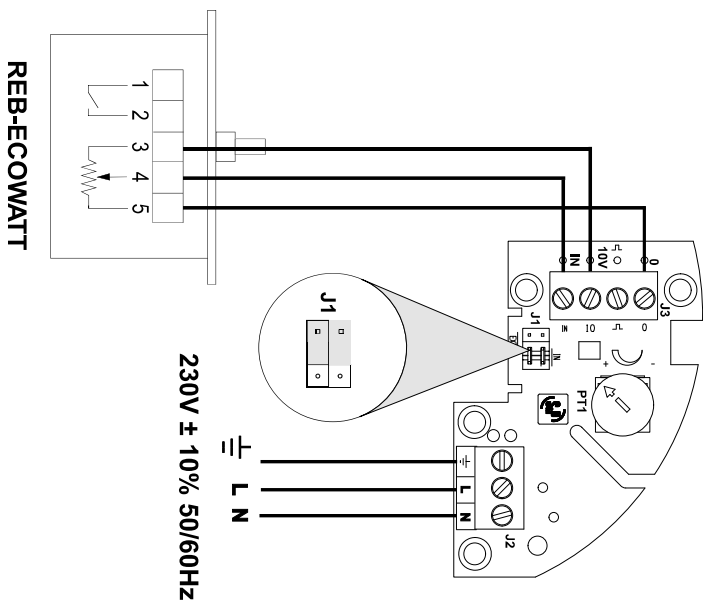 REB-ECOWATT
1
2
3
4
5
IN
10V
0
J3
IN
10
0
J1
IN
+
-
PT1
J1
230V ± 10% 50/60Hz
L
N
L
N
J2